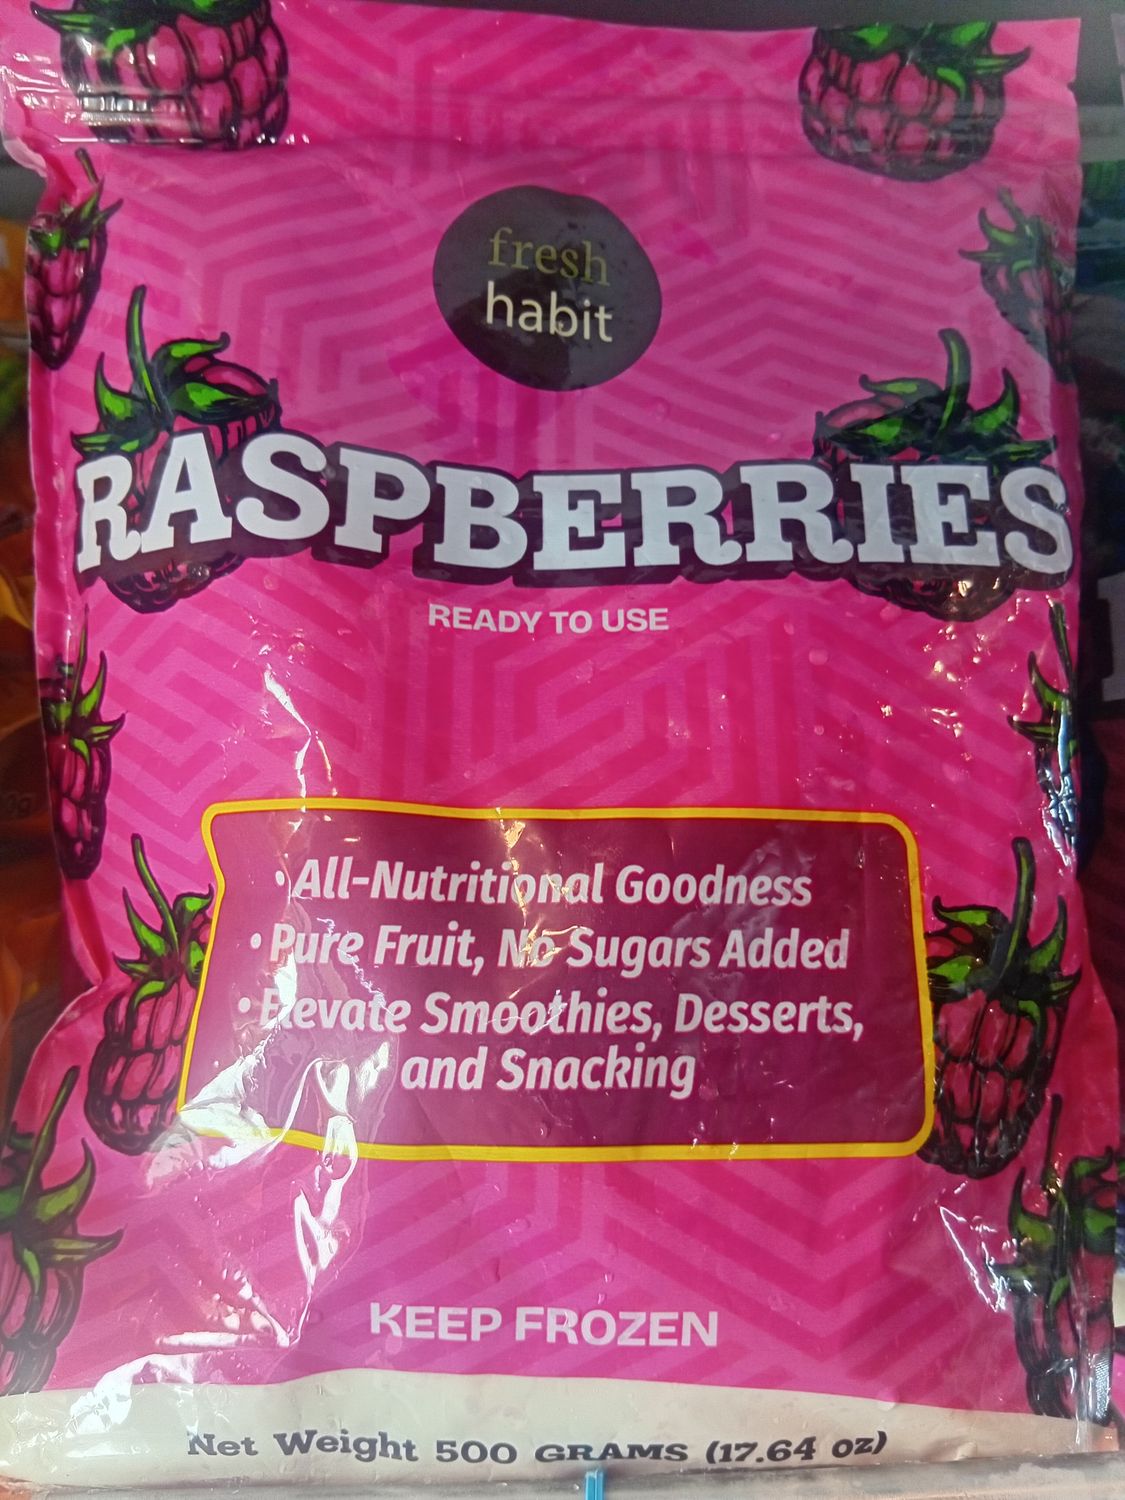 fresh
habit
RASPBERRIES
READY TO USE
• All-Nutritional Goodness
• Pure Fruit, No Sugars Added
• Elevate Smoothies, Desserts,
and Snacking
KEEP FROZEN
Net Weight 500 GRAMS (17.64 oz)